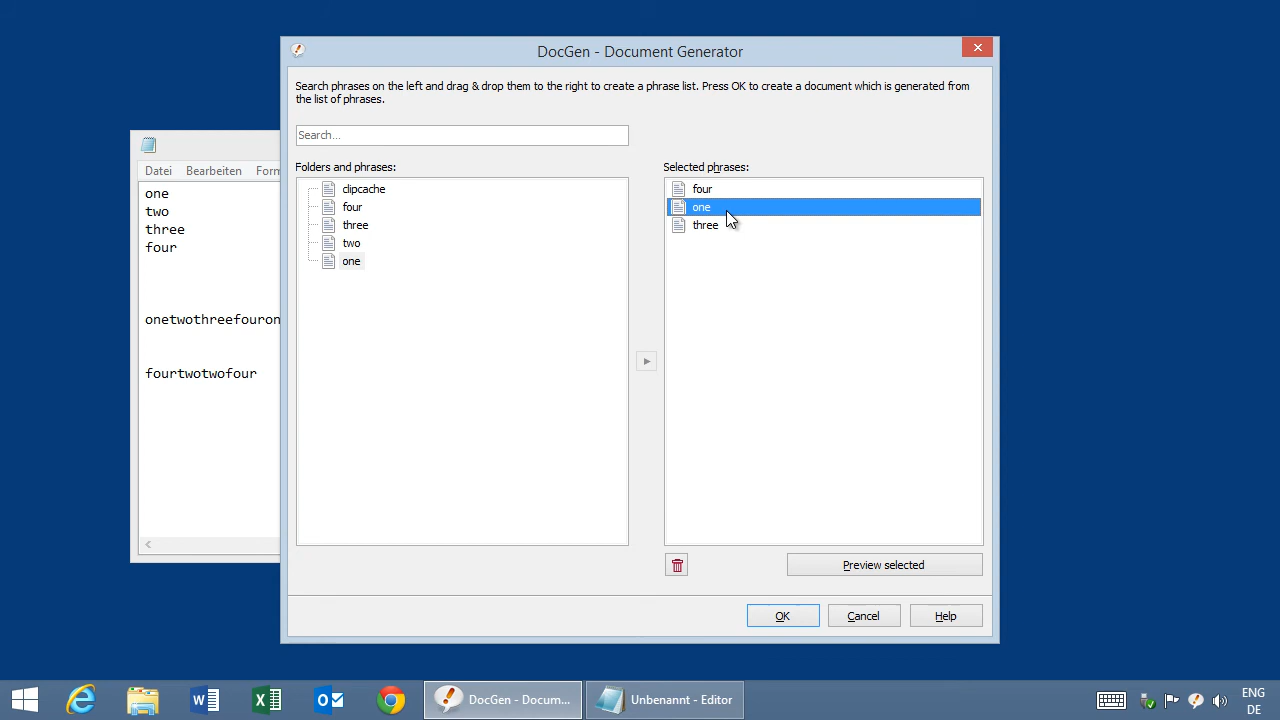 DocGen - Document Generator
Search phrases on the left and drag & drop them to the right to create a phrase list. Press OK to create a document which is generated from
the list of phrases.
Search...
Folders and phrases:
clipcache
four
three
two
one
Selected phrases:
four
one
three
Preview selected
OK
Cancel
Help
Datei
Bearbeiten
Form
one
two
three
four
onetwothreefouron
fourtwotwofour
DocGen - Docum...
Unbenannt - Editor
ENG
DE